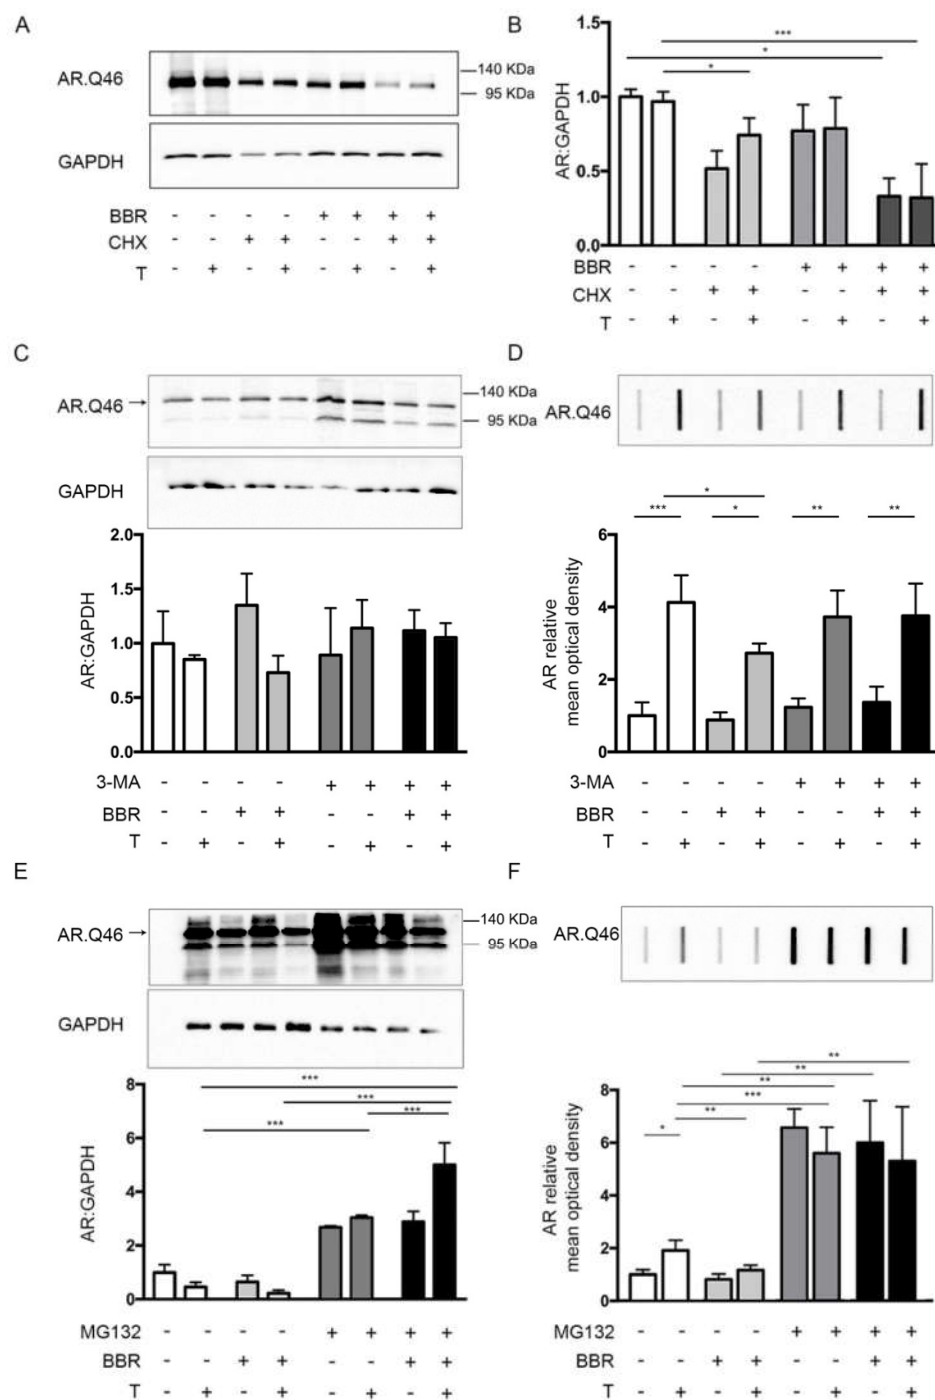 A
AR.Q46
140 KDa
95 KDa
GAPDH
BBR - - - - + + + +
CHX - - + + - - + +
T - + - + - + - +
B
1.5
1.0
0.5
0.0
AR:GAPDH
***
*
*
BBR - - - - + + + +
CHX - - + + - - + +
T - + - + - + - +
C
AR.Q46 →
140 KDa
95 KDa
GAPDH
2.0
1.5
1.0
0.5
0.0
AR:GAPDH
3-MA - - - - + + + +
BBR - - + + - - + +
T - + - + - + - +
D
AR.Q46
*
*** * ** **
6
4
2
0
AR relative
mean optical density
3-MA - - - - + + + +
BBR - - + + - - + +
T - + - + - + - +
E
AR.Q46 →
140 KDa
95 KDa
GAPDH
***
***
***
***
8
6
4
2
0
AR:GAPDH
MG132 - - - - + + + +
BBR - - + + - - + +
T - + - + - + - +
F
AR.Q46
**
**
**
***
**
*
8
6
4
2
0
AR relative
mean optical density
MG132 - - - - + + + +
BBR - - + + - - + +
T - + - + - + - +